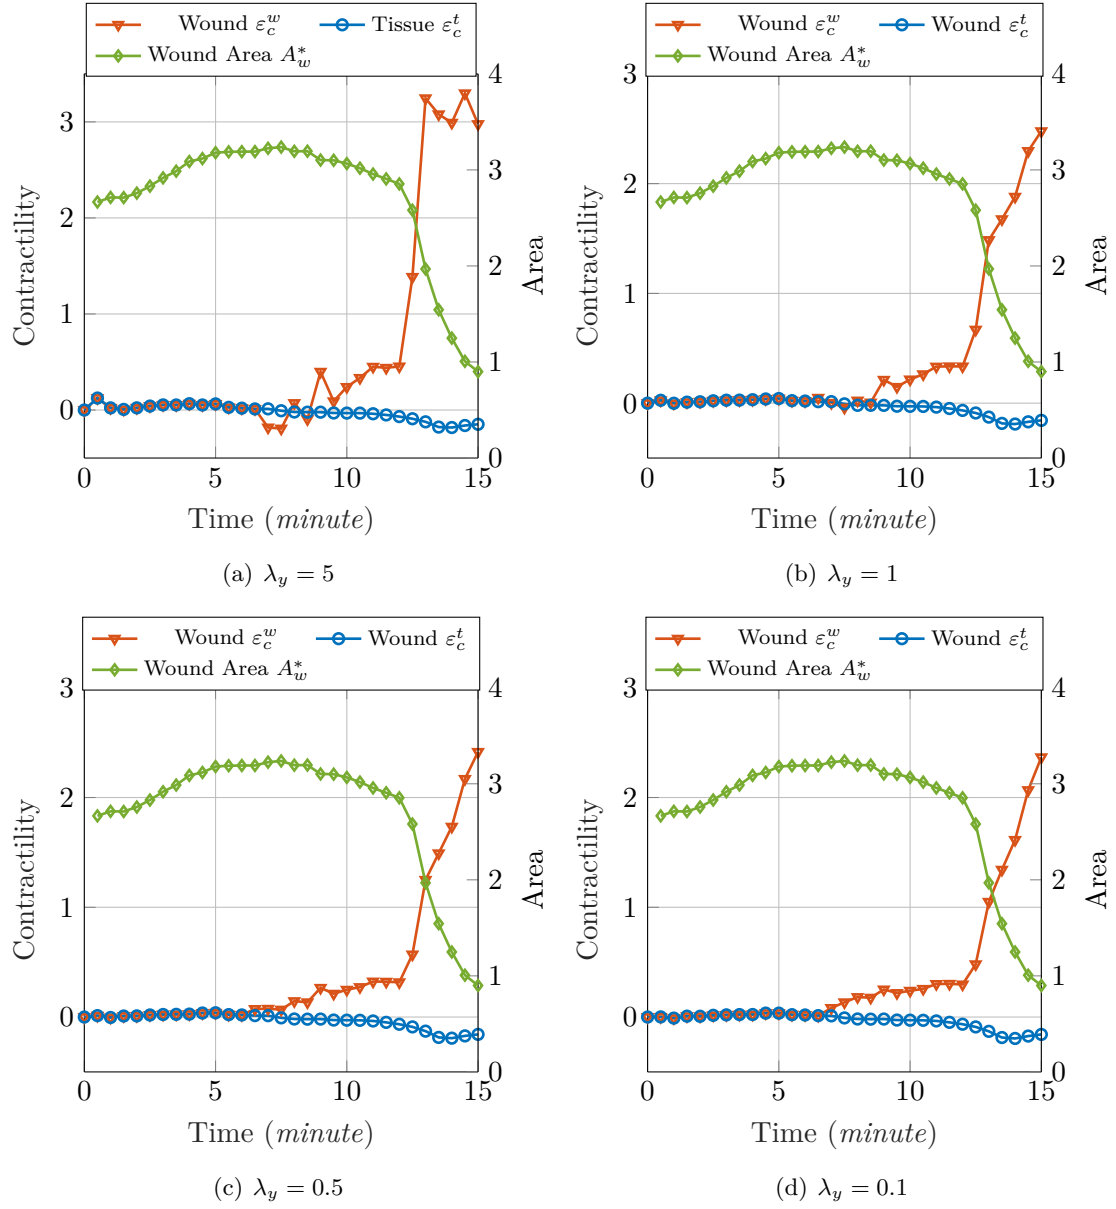 Wound ε_c^w Tissue ε_c^t
Wound Area A_w^*
3
2
1
0
4
3
2
1
0
0 5 10 15
Contractility
Area
Time (minute)
(a) λ_y = 5
Wound ε_c^w Wound ε_c^t
Wound Area A_w^*
3
2
1
0
4
3
2
1
0
0 5 10 15
Contractility
Area
Time (minute)
(b) λ_y = 1
Wound ε_c^w Wound ε_c^t
Wound Area A_w^*
3
2
1
0
4
3
2
1
0
0 5 10 15
Contractility
Area
Time (minute)
(c) λ_y = 0.5
Wound ε_c^w Wound ε_c^t
Wound Area A_w^*
3
2
1
0
4
3
2
1
0
0 5 10 15
Contractility
Area
Time (minute)
(d) λ_y = 0.1